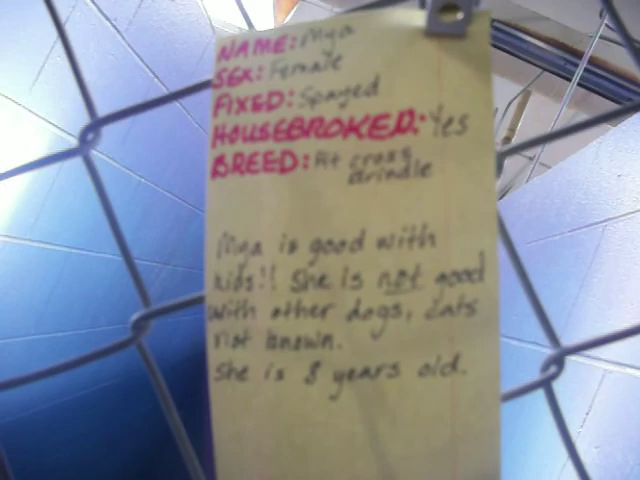 NAME: Mya
SEX: Female
FIXED: Spayed
HOUSEBROKED: Yes
BREED: Pit cross
brindle
Mya is good with
kids!! She is not good
with other dogs, cats
not known.
She is 8 years old.